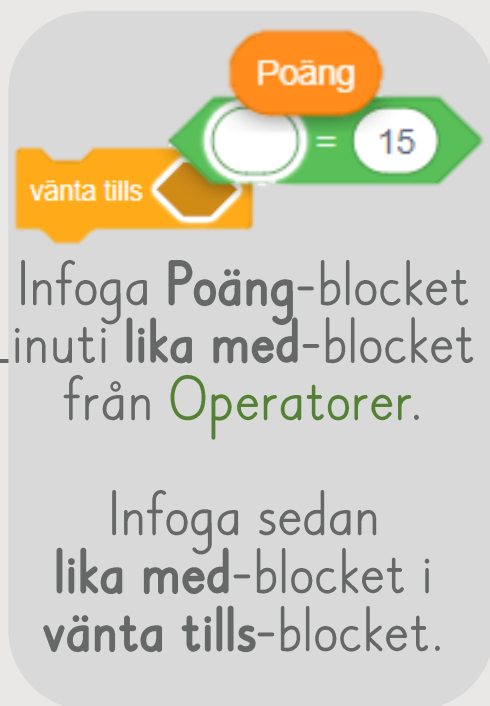 Poäng
= 15
vänta tills
Infoga Poäng-blocket
inuti lika med-blocket
från Operatorer.
Infoga sedan
lika med-blocket i
vänta tills-blocket.